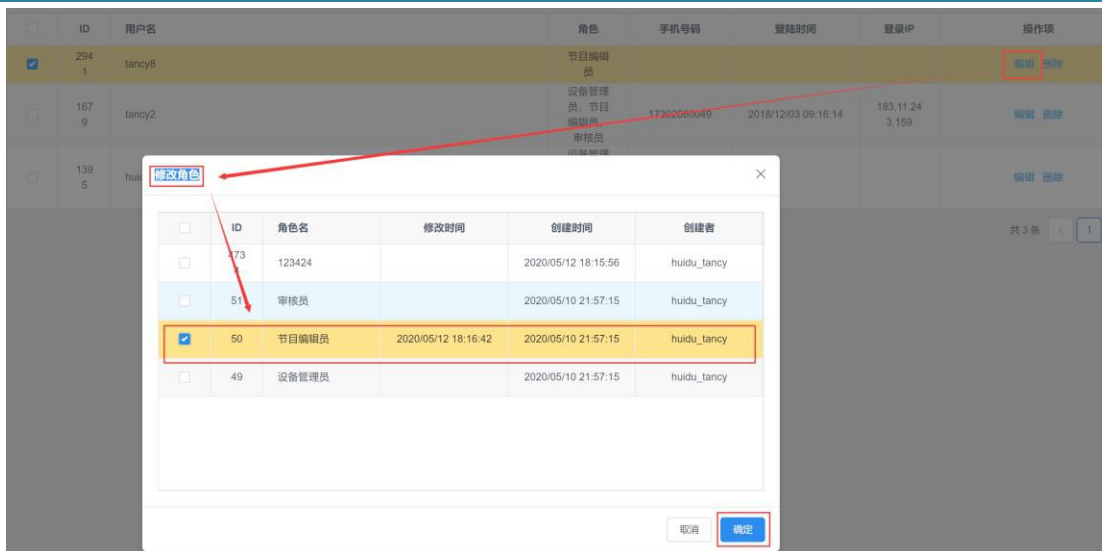 ID 用户名 角色 手机号码 登陆时间 登录IP 操作项
294
1
tancy8
节目编辑
员
编辑 删除
167
9
tancy2
设备管理
员、节目
编辑员、
审核员
17302060049 2018/12/03 09:16:14
183.11.24
3.159
编辑 删除
139
5
设备管理
编辑 删除
共 3 条 < 1
修改角色 ×
ID 角色名 修改时间 创建时间 创建者
123424 2020/05/12 18:15:56 huidu_tancy
51 审核员 2020/05/10 21:57:15 huidu_tancy
50 节目编辑员 2020/05/12 18:16:42 2020/05/10 21:57:15 huidu_tancy
49 设备管理员 2020/05/10 21:57:15 huidu_tancy
取消 确定